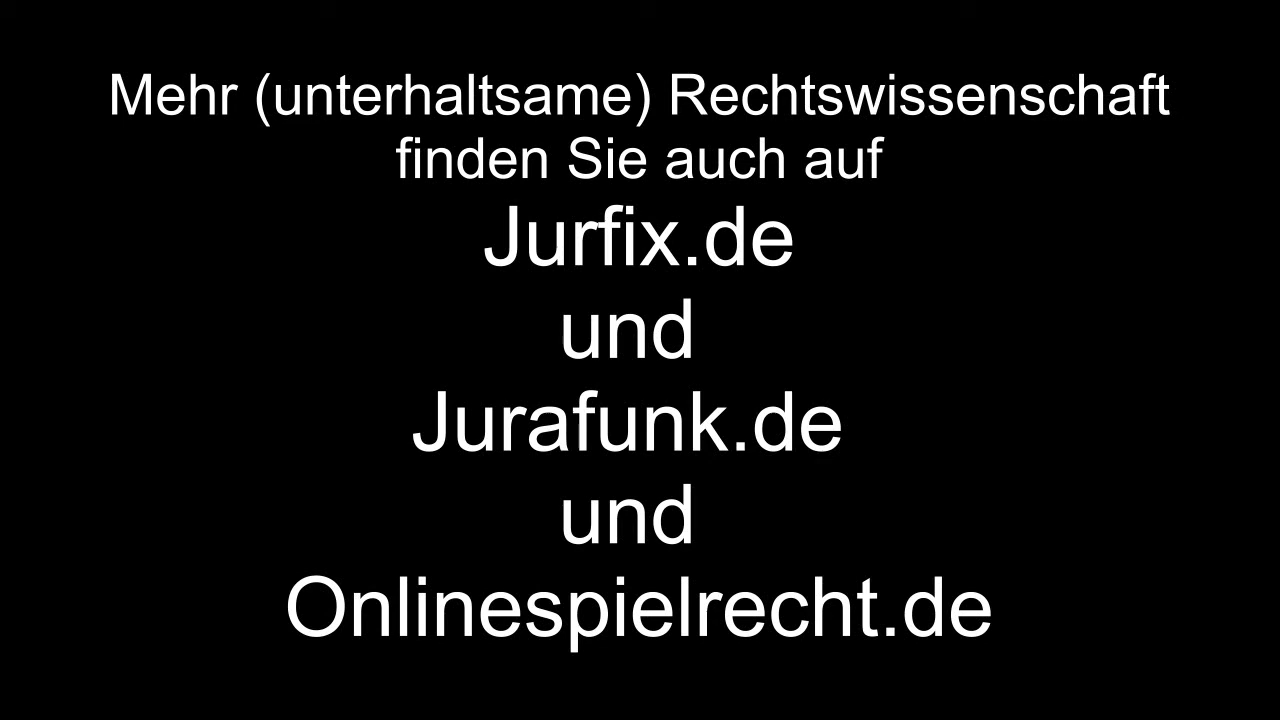 Mehr (unterhaltsame) Rechtswissenschaft
finden Sie auch auf
Jurfix.de
und
Jurafunk.de
und
Onlinespielrecht.de